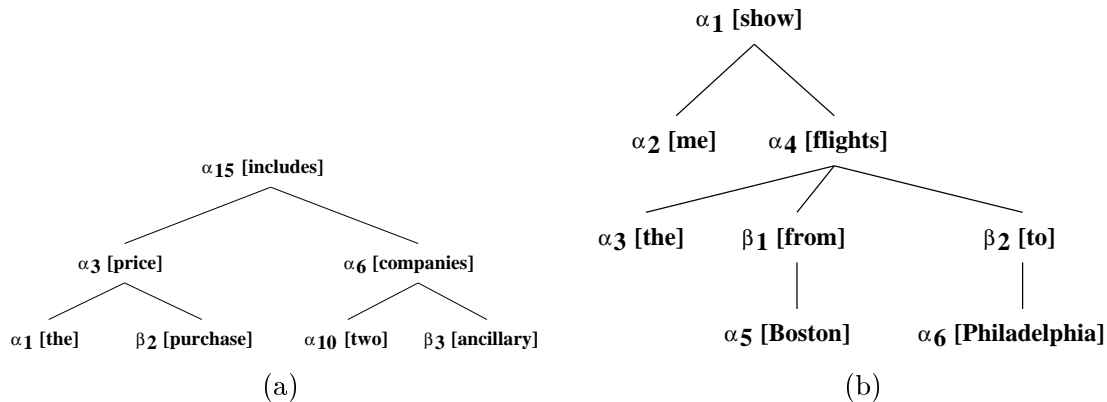 α1 [show]
α2 [me] α4 [flights]
α15 [includes]
α3 [the] β1 [from] β2 [to]
α3 [price] α6 [companies]
α1 [the] β2 [purchase] α10 [two] β3 [ancillary]
α5 [Boston] α6 [Philadelphia]
(a) (b)